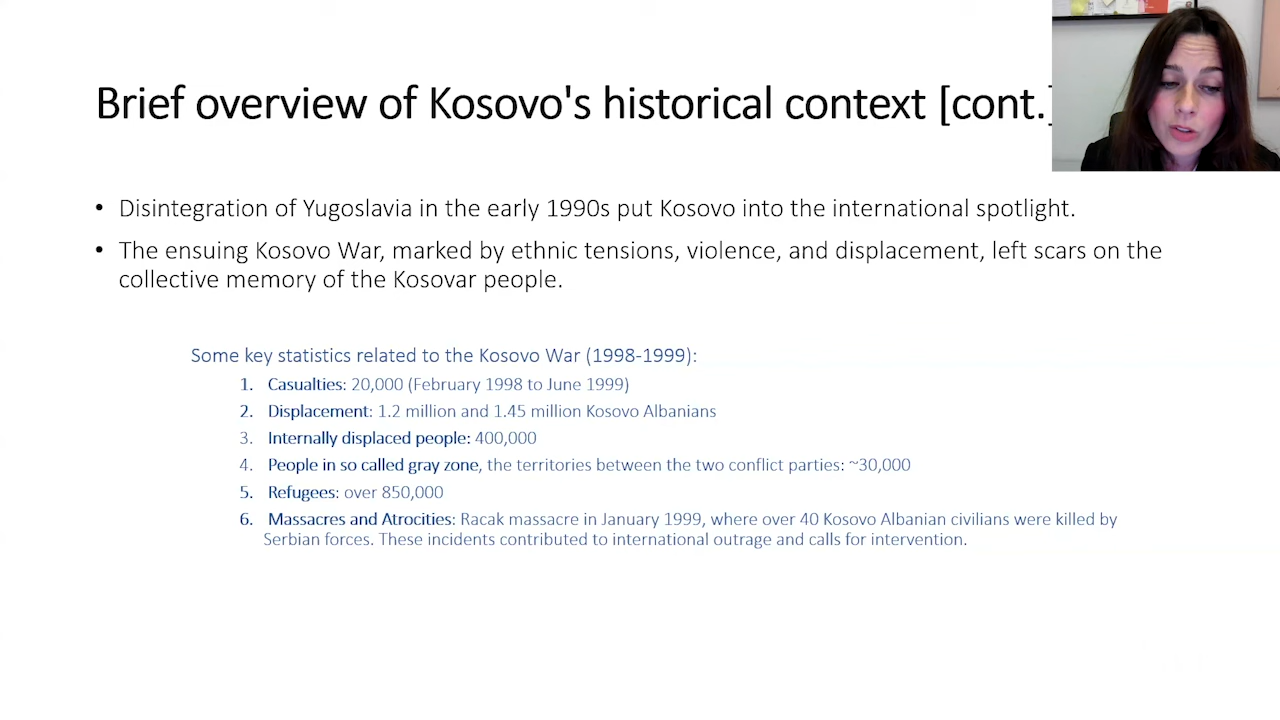 Brief overview of Kosovo's historical context [cont.]
• Disintegration of Yugoslavia in the early 1990s put Kosovo into the international spotlight.
• The ensuing Kosovo War, marked by ethnic tensions, violence, and displacement, left scars on the
collective memory of the Kosovar people.
Some key statistics related to the Kosovo War (1998-1999):
1. Casualties: 20,000 (February 1998 to June 1999)
2. Displacement: 1.2 million and 1.45 million Kosovo Albanians
3. Internally displaced people: 400,000
4. People in so called gray zone, the territories between the two conflict parties: ~30,000
5. Refugees: over 850,000
6. Massacres and Atrocities: Racak massacre in January 1999, where over 40 Kosovo Albanian civilians were killed by
Serbian forces. These incidents contributed to international outrage and calls for intervention.